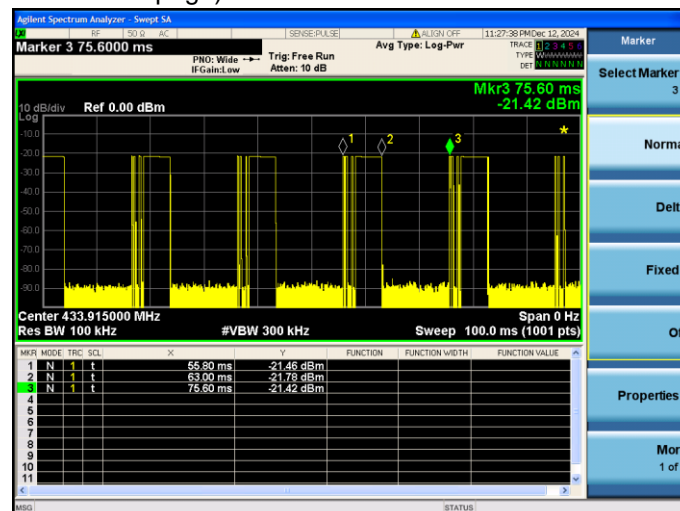 page)
Agilent Spectrum Analyzer - Swept SA
RF 50 Ω AC SENSE:PULSE ALIGN OFF 11:27:38 PM Dec 12, 2024
Marker 3 75.6000 ms
PNO: Wide
IFGain:Low
Trig: Free Run
Atten: 10 dB
Avg Type: Log-Pwr
TRACE 1 2 3 4 5 6
TYPE W
DET N N N N N N
Mkr3 75.60 ms
-21.42 dBm
10 dB/div Ref 0.00 dBm
Log
-10.0
-20.0
-30.0
-40.0
-50.0
-60.0
-70.0
-80.0
-90.0
1 2 3
Center 433.915000 MHz Span 0 Hz
Res BW 100 kHz #VBW 300 kHz Sweep 100.0 ms (1001 pts)
MKR MODE TRC SCL X Y FUNCTION FUNCTION WIDTH FUNCTION VALUE
1 N 1 t 55.80 ms -21.46 dBm
2 N 1 t 63.00 ms -21.78 dBm
3 N 1 t 75.60 ms -21.42 dBm
4
5
6
7
8
9
10
11
MSG STATUS
Marker
Select Marker
3
Norma
Delt
Fixed
Of
Properties
Mor
1 of